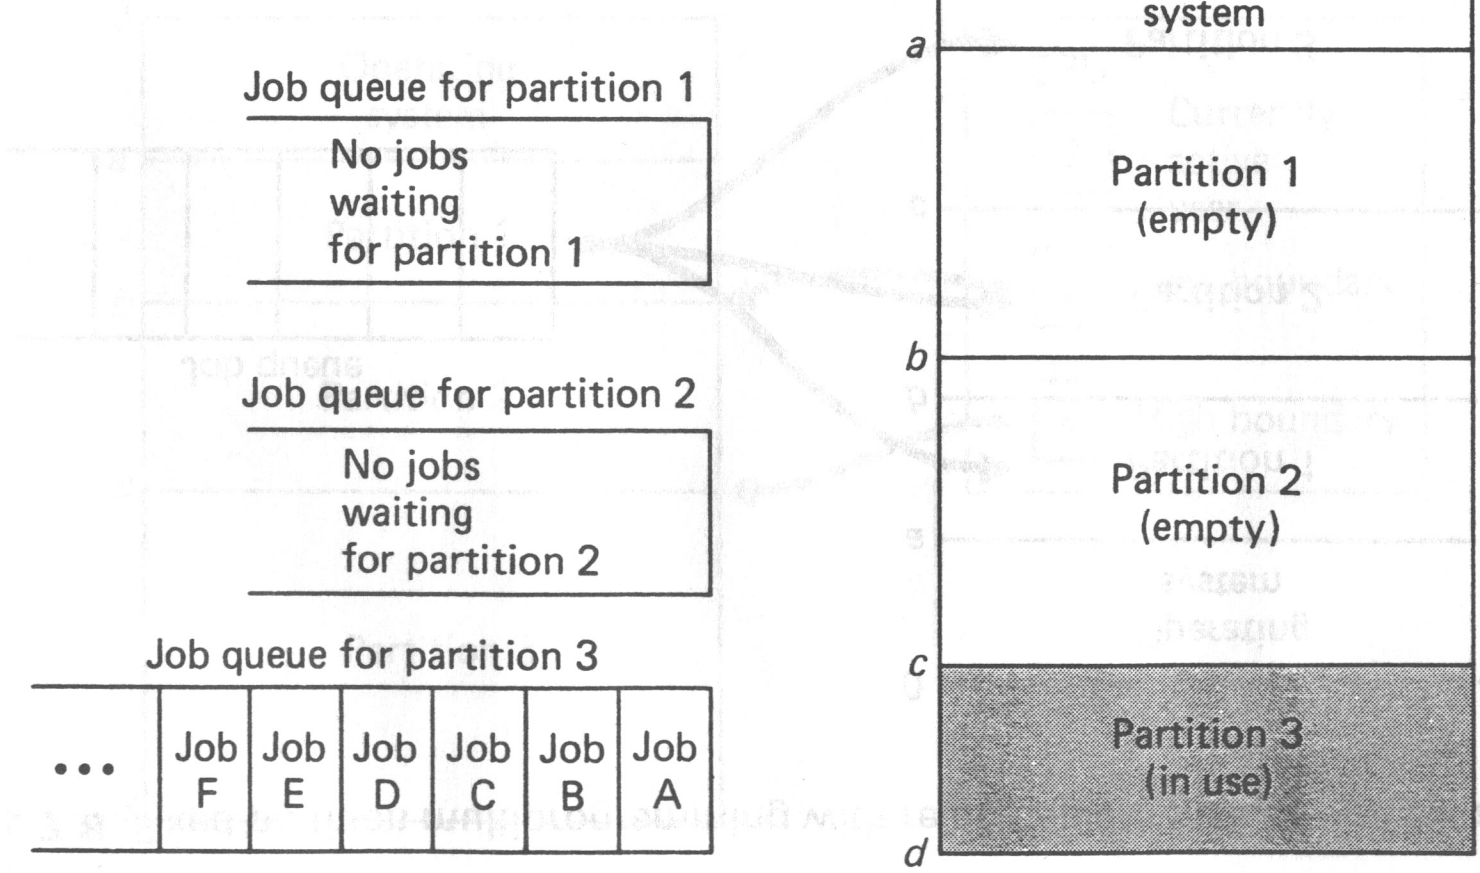 system
a
Job queue for partition 1
No jobs
waiting
for partition 1
Partition 1
(empty)
b
Job queue for partition 2
No jobs
waiting
for partition 2
Partition 2
(empty)
c
Job queue for partition 3
••• Job F Job E Job D Job C Job B Job A
Partition 3
(in use)
d